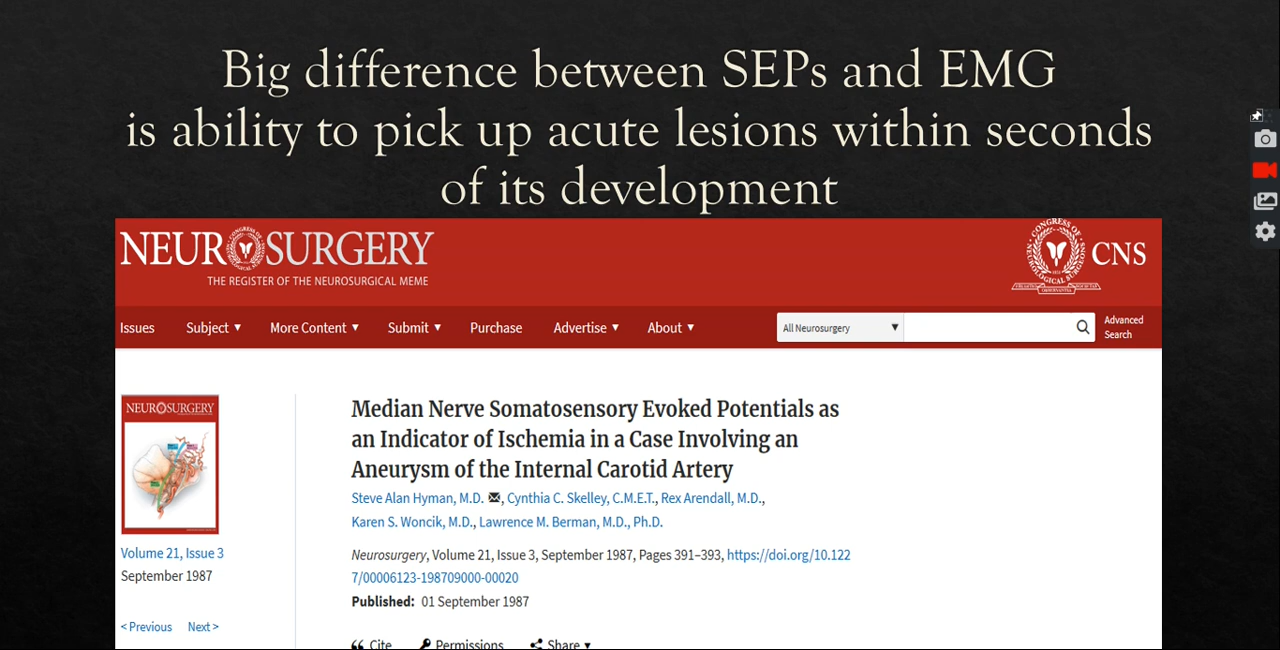 Big difference between SEPs and EMG
is ability to pick up acute lesions within seconds
of its development
NEUROSURGERY
THE REGISTER OF THE NEUROSURGICAL MEME
CONGRESS OF NEUROLOGICAL SURGEONS
CNS
Issues Subject ▼ More Content ▼ Submit ▼ Purchase Advertise ▼ About ▼
All Neurosurgery ▼
Advanced
Search
NEUROSURGERY
Median Nerve Somatosensory Evoked Potentials as
an Indicator of Ischemia in a Case Involving an
Aneurysm of the Internal Carotid Artery
Steve Alan Hyman, M.D. ✉, Cynthia C. Skelley, C.M.E.T., Rex Arendall, M.D.,
Karen S. Woncik, M.D., Lawrence M. Berman, M.D., Ph.D.
Volume 21, Issue 3
September 1987
Neurosurgery, Volume 21, Issue 3, September 1987, Pages 391–393, https://doi.org/10.122
7/00006123-198709000-00020
Published: 01 September 1987
< Previous Next >
Cite Permissions Share ▼